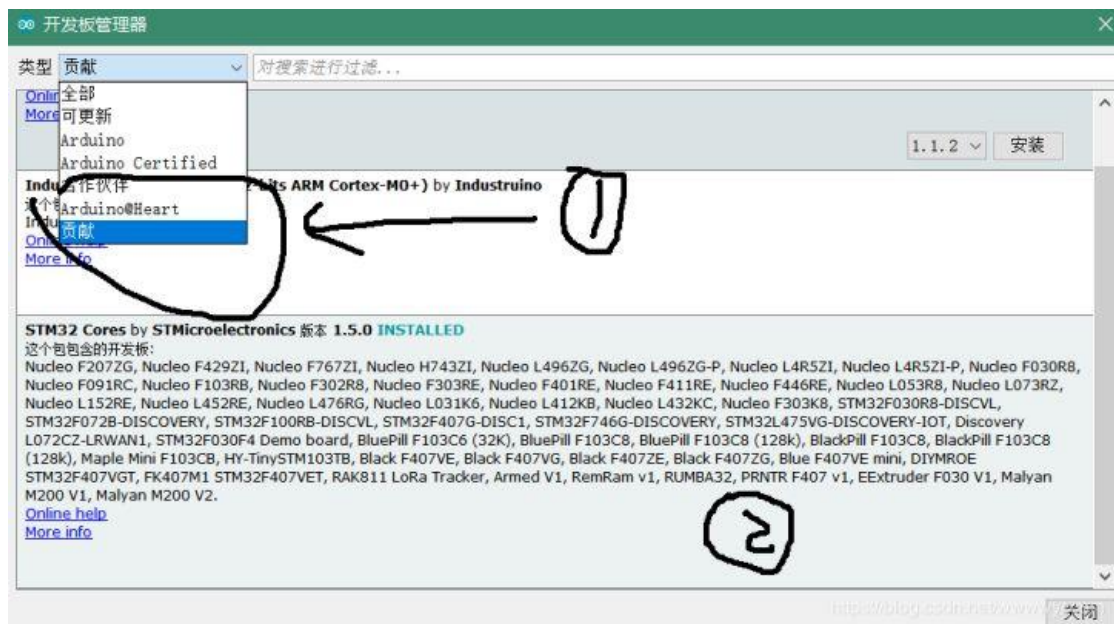 开发板管理器
类型 贡献 对搜索进行过滤...
全部
可更新
Arduino
Arduino Certified
合作伙伴
Arduino@Heart
贡献
Online
More
1.1.2 安装
-bits ARM Cortex-M0+) by Industruino
More info
1
STM32 Cores by STMicroelectronics 版本 1.5.0 INSTALLED
这个包包含的开发板:
Nucleo F207ZG, Nucleo F429ZI, Nucleo F767ZI, Nucleo H743ZI, Nucleo L496ZG, Nucleo L496ZG-P, Nucleo L4R5ZI, Nucleo L4R5ZI-P, Nucleo F030R8,
Nucleo F091RC, Nucleo F103RB, Nucleo F302R8, Nucleo F303RE, Nucleo F401RE, Nucleo F411RE, Nucleo F446RE, Nucleo L053R8, Nucleo L073RZ,
Nucleo L152RE, Nucleo L452RE, Nucleo L476RG, Nucleo L031K6, Nucleo L412KB, Nucleo L432KC, Nucleo F303K8, STM32F030R8-DISCVL,
STM32F072B-DISCOVERY, STM32F100RB-DISCVL, STM32F407G-DISC1, STM32F746G-DISCOVERY, STM32L475VG-DISCOVERY-IOT, Discovery
L072CZ-LRWAN1, STM32F030F4 Demo board, BluePill F103C6 (32K), BluePill F103C8, BluePill F103C8 (128k), BlackPill F103C8, BlackPill F103C8
(128k), Maple Mini F103CB, HY-TinySTM103TB, Black F407VE, Black F407VG, Black F407ZE, Black F407ZG, Blue F407VE mini, DIYMROE
STM32F407VGT, FK407M1 STM32F407VET, RAK811 LoRa Tracker, Armed V1, RemRam v1, RUMBA32, PRNTR F407 v1, EExtruder F030 V1, Malyan
M200 V1, Malyan M200 V2.
Online help
More info
2
关闭